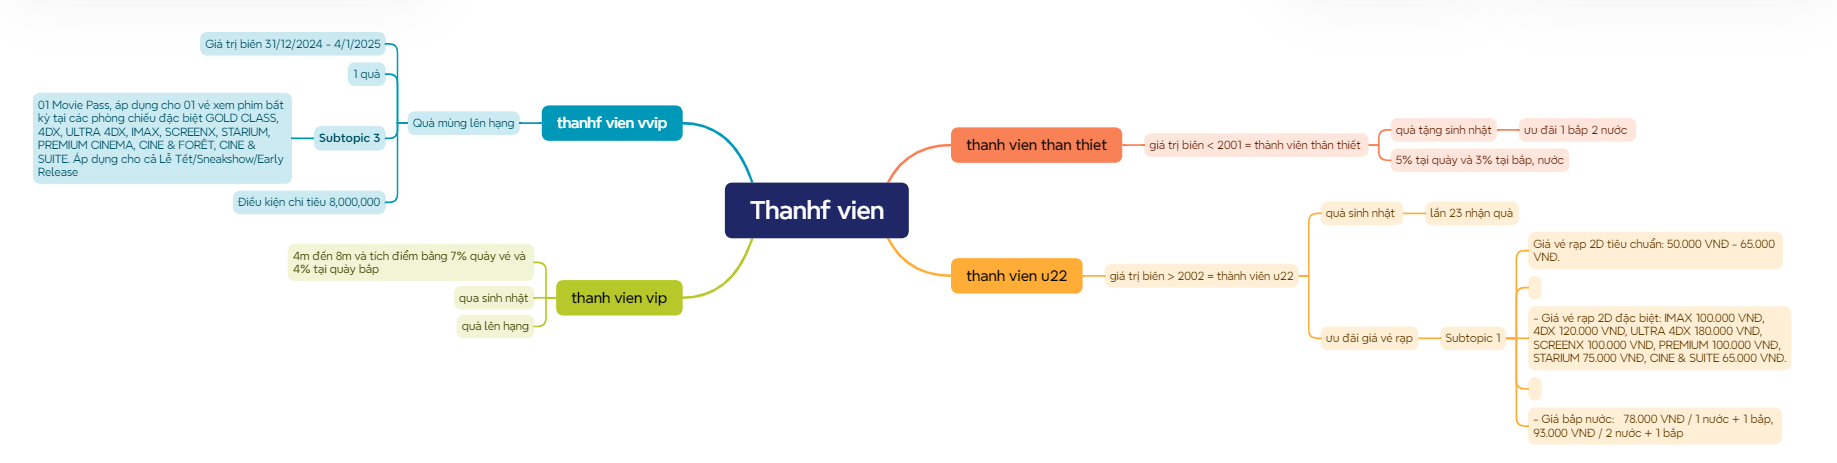 Thanhf vien
thanhf vien vvip
Quà mừng lên hạng
Giá trị biên 31/12/2024 - 4/1/2025
1 quà
Subtopic 3
01 Movie Pass, áp dụng cho 01 vé xem phim bất
kỳ tại các phòng chiếu đặc biệt GOLD CLASS,
4DX, ULTRA 4DX, IMAX, SCREENX, STARIUM,
PREMIUM CINEMA, CINE & FORÊT, CINE &
SUITE. Áp dụng cho cả Lễ Tết/Sneakshow/Early
Release
Điều kiện chi tiêu 8,000,000
thanh vien vip
4m đến 8m và tích điểm bằng 7% quày vé và
4% tại quày bắp
qua sinh nhật
quà lên hạng
thanh vien than thiet
giá trị biên < 2001 = thành viên thân thiết
quà tặng sinh nhật
ưu đãi 1 bắp 2 nước
5% tại quày và 3% tại bắp, nước
thanh vien u22
giá trị biên > 2002 = thành viên u22
quà sinh nhật
lần 23 nhận quà
ưu đãi giá vé rạp
Subtopic 1
Giá vé rạp 2D tiêu chuẩn: 50.000 VNĐ - 65.000
VNĐ.
- Giá vé rạp 2D đặc biệt: IMAX 100.000 VNĐ,
4DX 120.000 VNĐ, ULTRA 4DX 180.000 VNĐ,
SCREENX 100.000 VNĐ, PREMIUM 100.000 VNĐ,
STARIUM 75.000 VNĐ, CINE & SUITE 65.000 VNĐ.
- Giá bắp nước:   78.000 VNĐ / 1 nước + 1 bắp,
93.000 VNĐ / 2 nước + 1 bắp